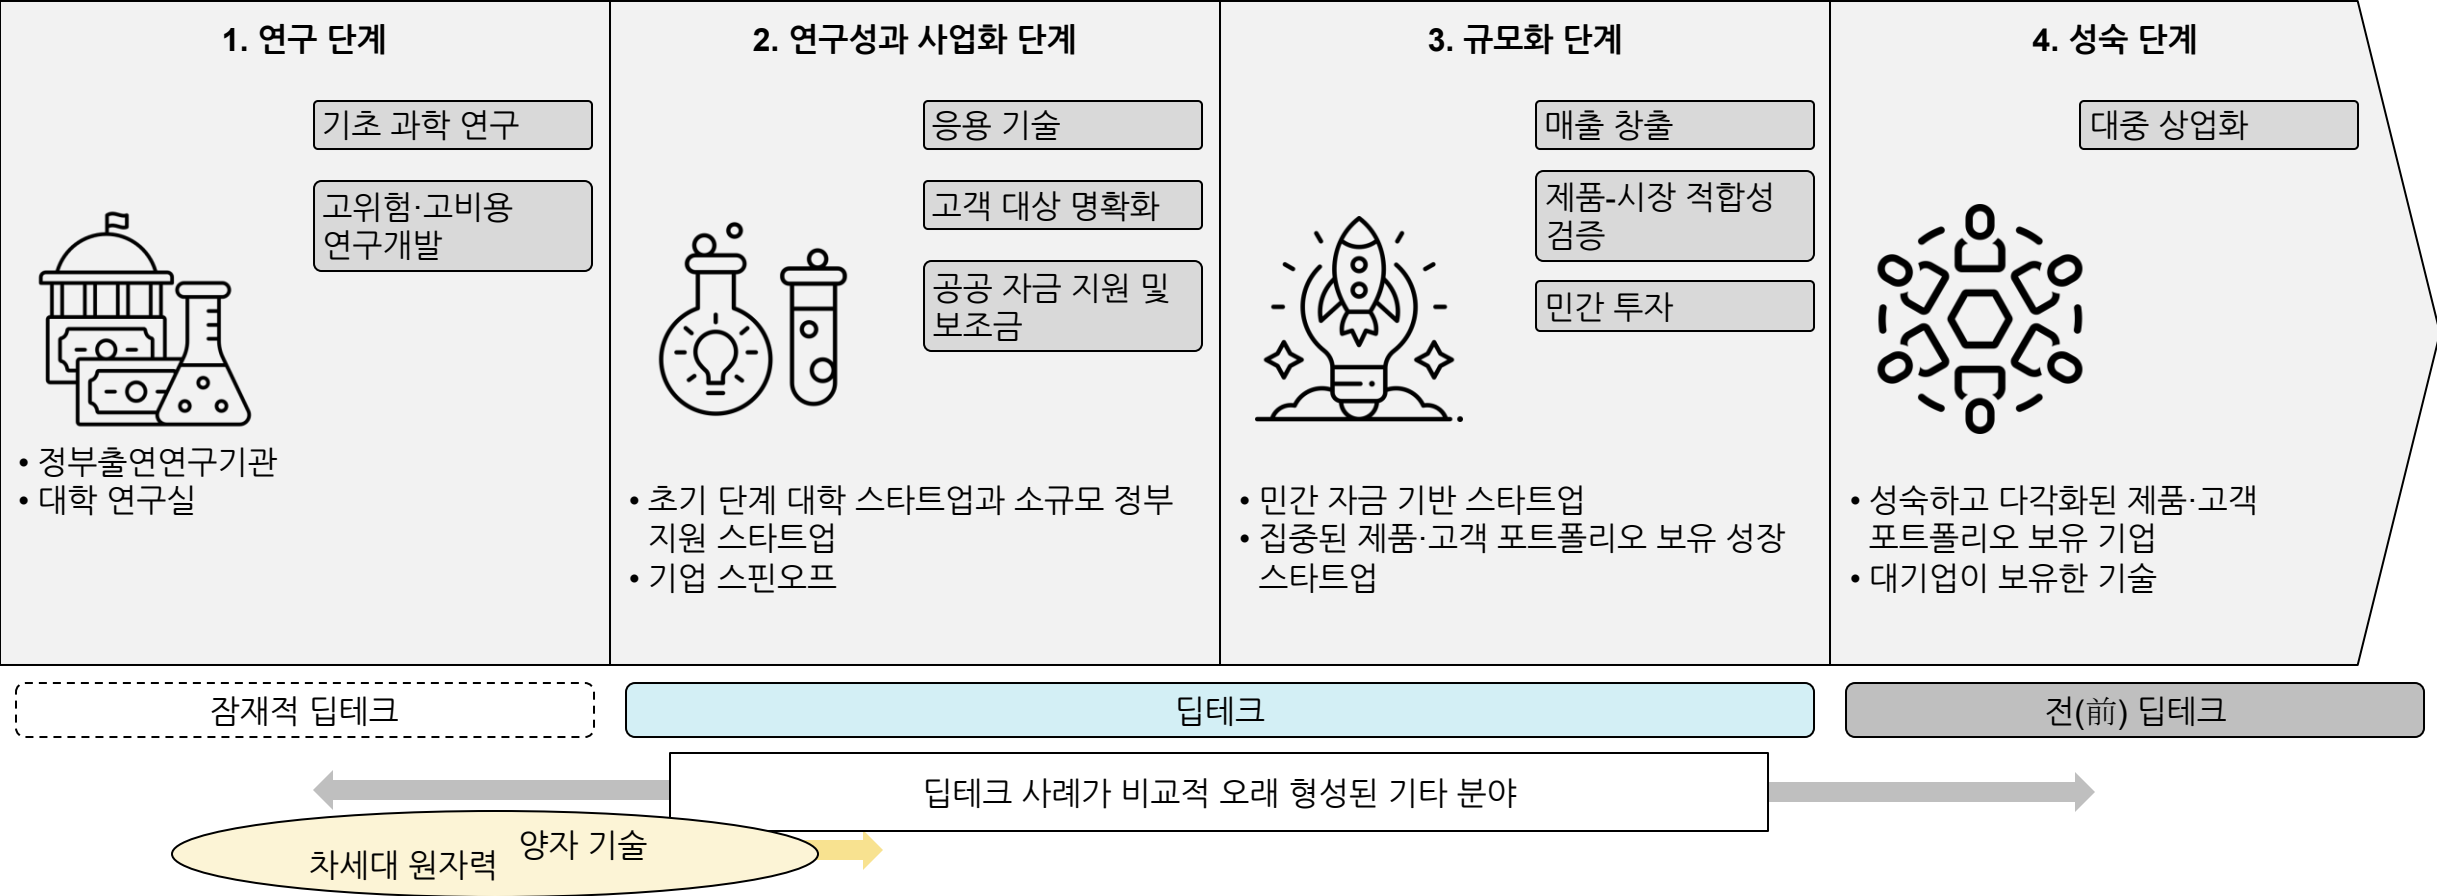 1. 연구 단계
기초 과학 연구
고위험·고비용
연구개발
• 정부출연연구기관
• 대학 연구실
2. 연구성과 사업화 단계
응용 기술
고객 대상 명확화
공공 자금 지원 및
보조금
• 초기 단계 대학 스타트업과 소규모 정부
지원 스타트업
• 기업 스핀오프
3. 규모화 단계
매출 창출
제품-시장 적합성
검증
민간 투자
• 민간 자금 기반 스타트업
• 집중된 제품·고객 포트폴리오 보유 성장
스타트업
4. 성숙 단계
대중 상업화
• 성숙하고 다각화된 제품·고객
포트폴리오 보유 기업
• 대기업이 보유한 기술
잠재적 딥테크
딥테크
전(前) 딥테크
딥테크 사례가 비교적 오래 형성된 기타 분야
양자 기술
차세대 원자력